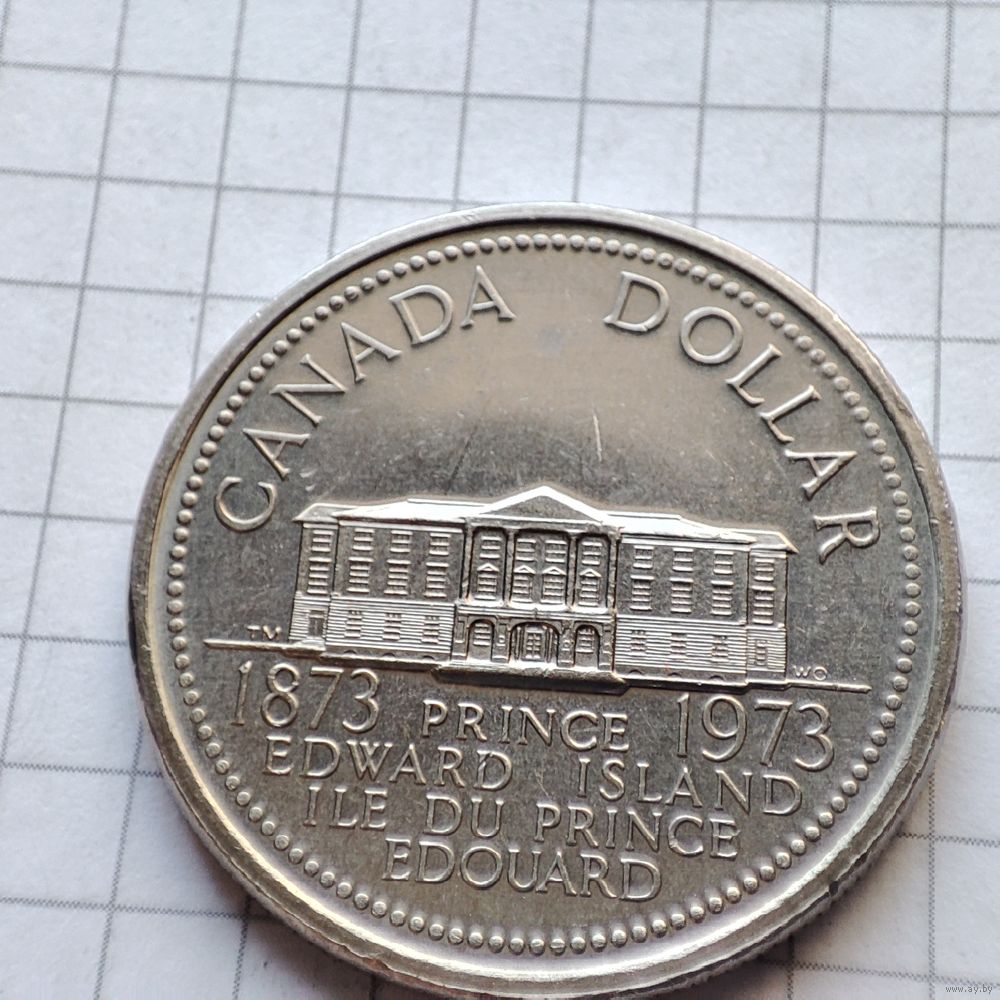 CANADA DOLLAR
TM
WO
1873 PRINCE 1973
EDWARD ISLAND
ILE DU PRINCE
EDOUARD
www.ay.by